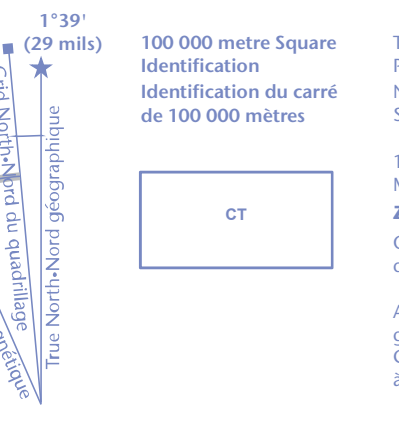 1°39'
(29 mils)
Grid North•Nord du quadrillage
True North•Nord géographique
100 000 metre Square
Identification
Identification du carré
de 100 000 mètres
CT